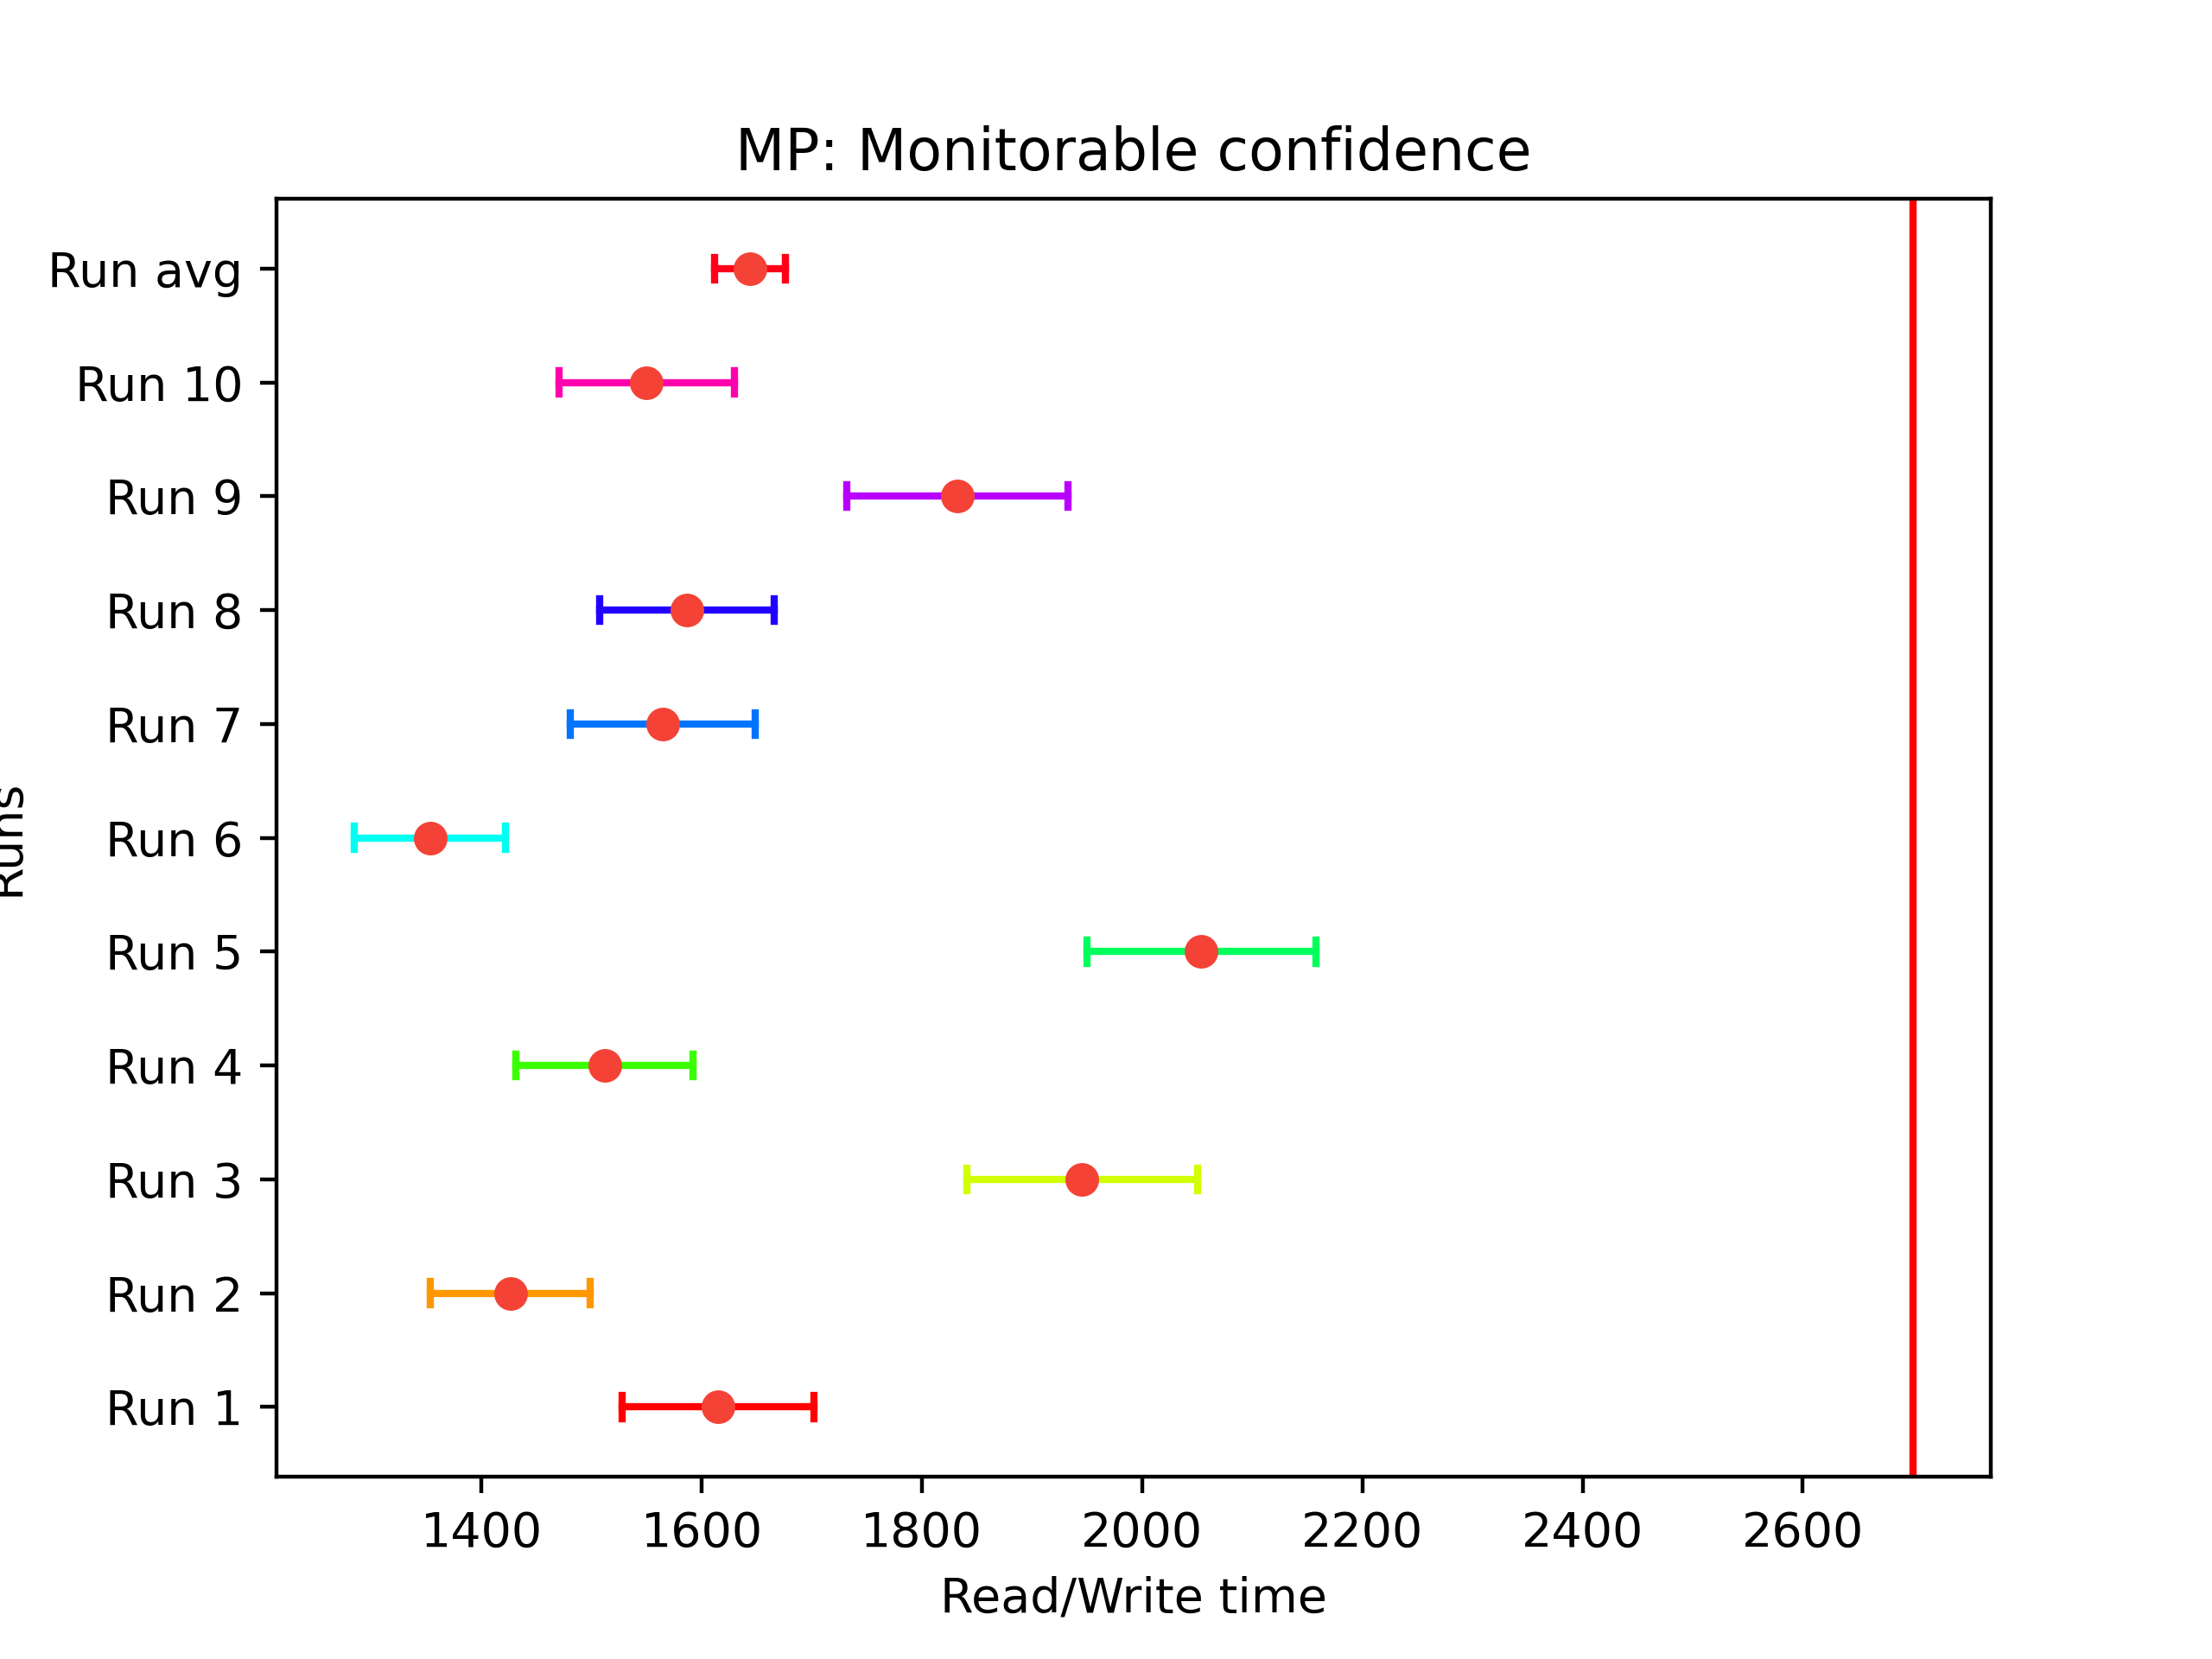 MP: Monitorable confidence
Run avg
Run 10
Run 9
Run 8
Run 7
Run 6
Run 5
Run 4
Run 3
Run 2
Run 1
Runs
1400 1600 1800 2000 2200 2400 2600
Read/Write time